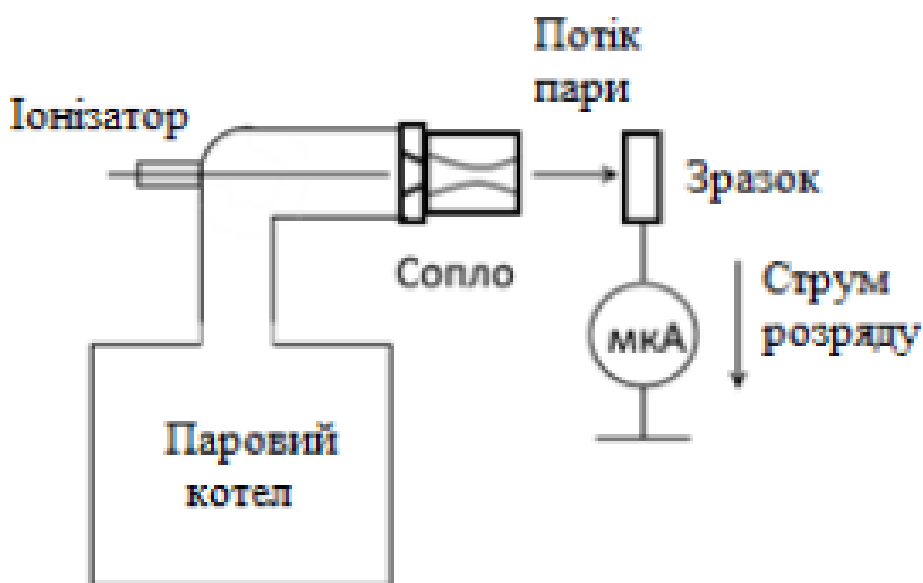 Потік
пари
Іонізатор
Зразок
Сопло
Струм
розряду
мкА
Паровий
котел